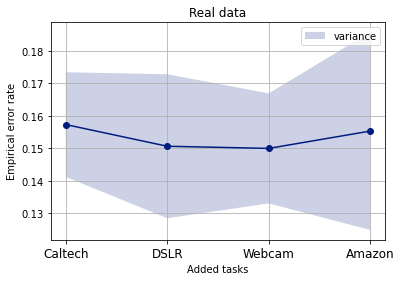 Real data
variance
Empirical error rate
0.18
0.17
0.16
0.15
0.14
0.13
Caltech DSLR Webcam Amazon
Added tasks